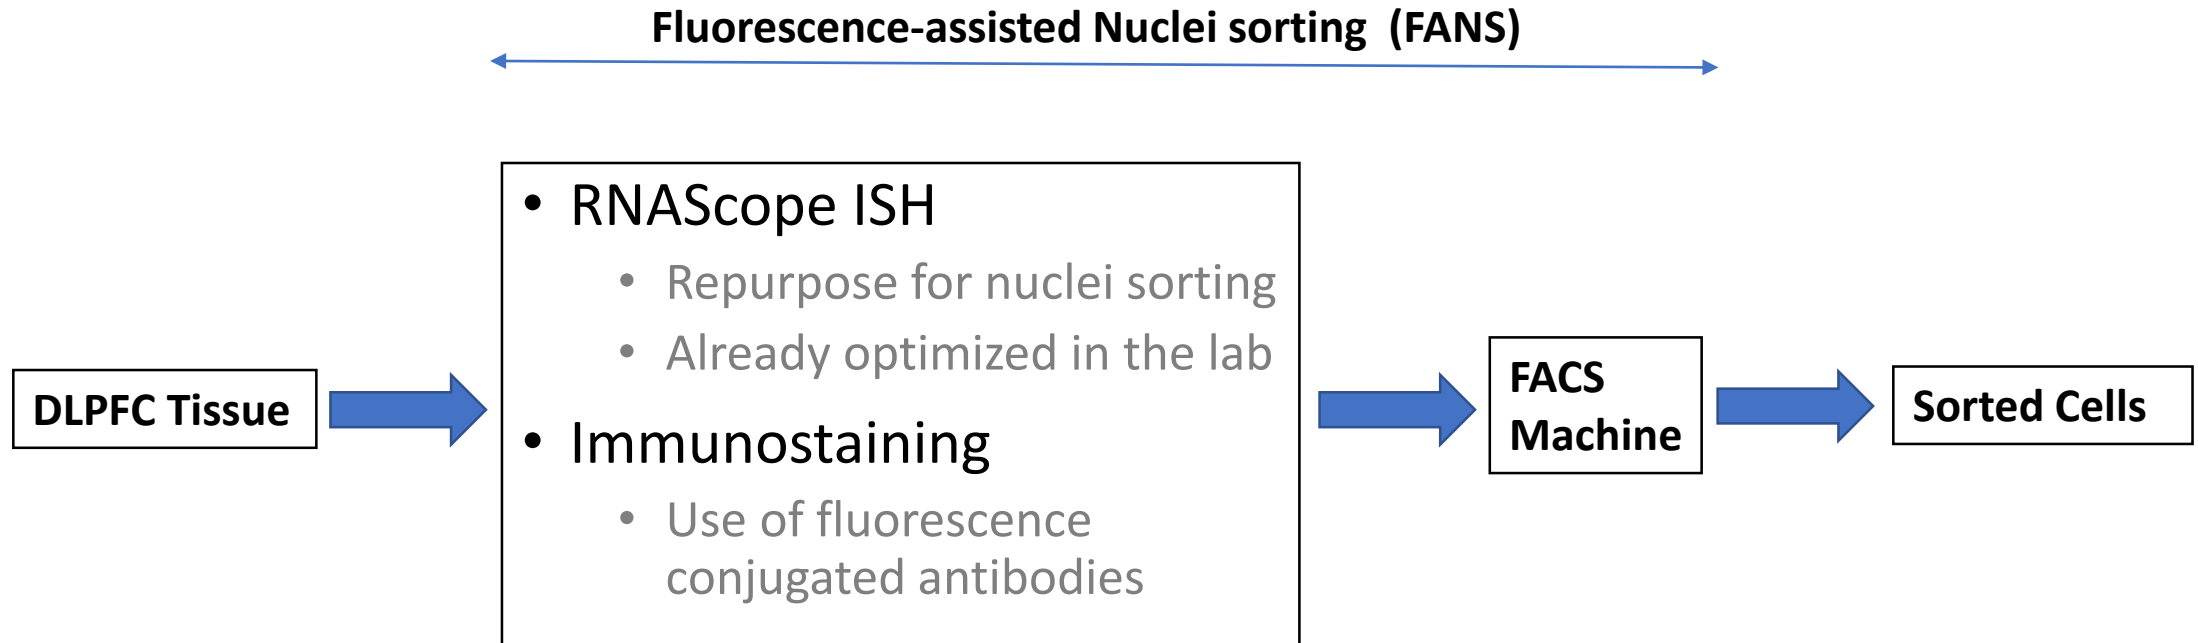 Fluorescence-assisted Nuclei sorting  (FANS)
• RNAScope ISH
• Repurpose for nuclei sorting
• Already optimized in the lab
• Immunostaining
• Use of fluorescence
conjugated antibodies
DLPFC Tissue
FACS
Machine
Sorted Cells